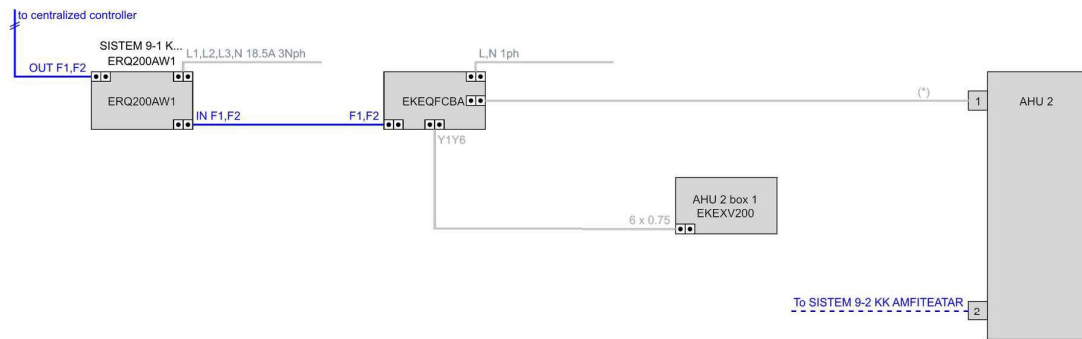 to centralized controller
SISTEM 9-1 K...
ERQ200AW1
L1,L2,L3,N 18.5A 3Nph
L,N 1ph
OUT F1,F2
ERQ200AW1
EKEQFCBA
(*)
1
AHU 2
IN F1,F2
F1,F2
Y1Y6
AHU 2 box 1
EKEXV200
6 x 0.75
To SISTEM 9-2 KK AMFITEATAR
2